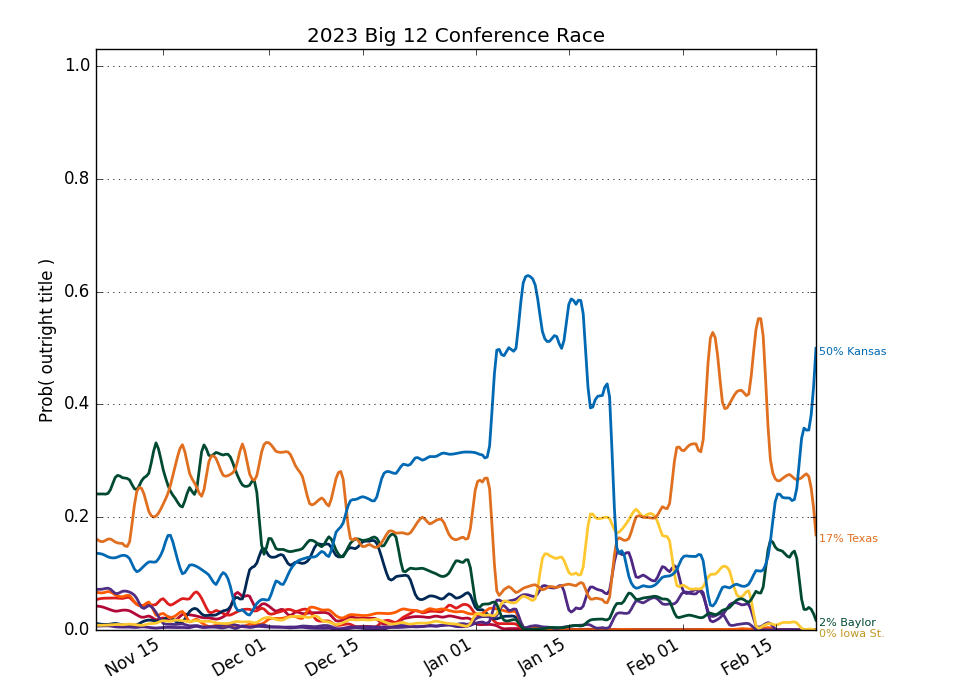 2023 Big 12 Conference Race
Prob( outright title )
1.0
0.8
0.6
0.4
0.2
0.0
50% Kansas
17% Texas
2% Baylor
0% Iowa St.
Nov 15
Dec 01
Dec 15
Jan 01
Jan 15
Feb 01
Feb 15